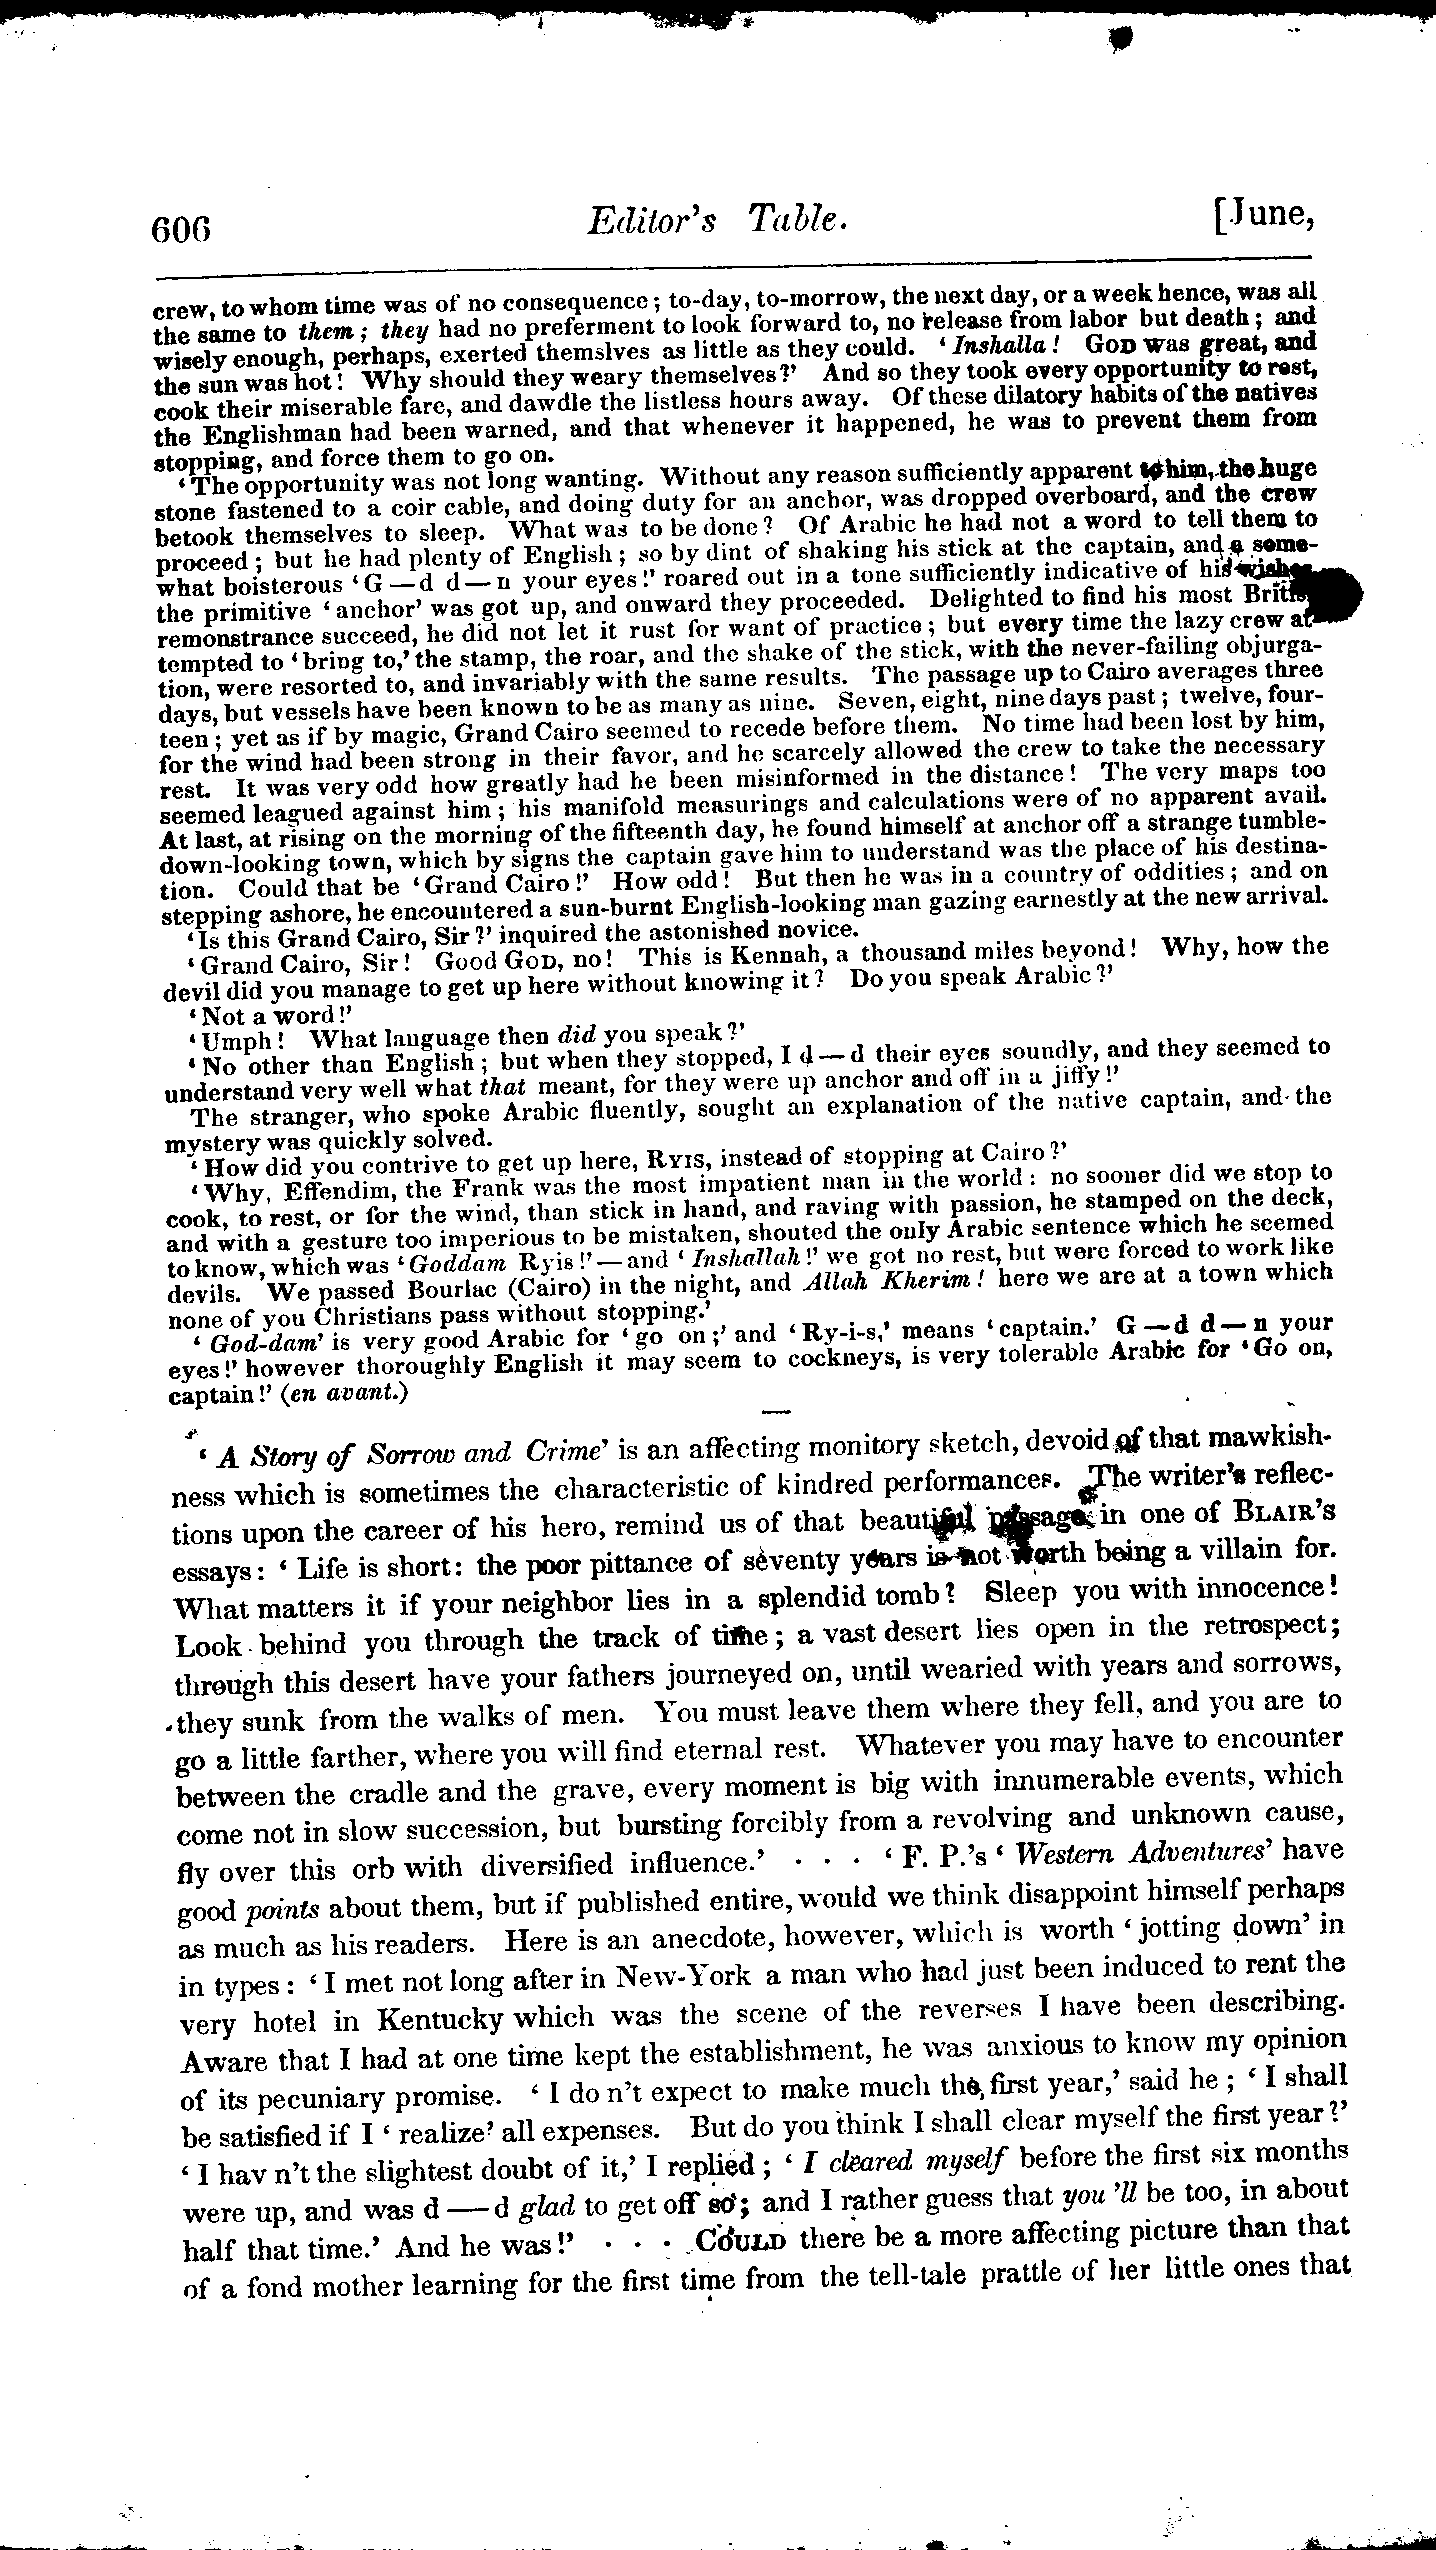 606 Editor's Table. [June,
crew, to whom time was of no consequence; to-day, to-morrow, the next day, or a week hence, was all
the same to them; they had no preferment to look forward to, no release from labor but death; and
wisely enough, perhaps, exerted themslves as little as they could. 'Inshalla! GOD was great, and
the sun was hot! Why should they weary themselves?' And so they took every opportunity to rest,
cook their miserable fare, and dawdle the listless hours away. Of these dilatory habits of the natives
the Englishman had been warned, and that whenever it happened, he was to prevent them from
stopping, and force them to go on.
'The opportunity was not long wanting. Without any reason sufficiently apparent to him, the huge
stone fastened to a coir cable, and doing duty for an anchor, was dropped overboard, and the crew
betook themselves to sleep. What was to be done? Of Arabic he had not a word to tell them to
proceed; but he had plenty of English; so by dint of shaking his stick at the captain, and a some-
what boisterous 'G—d d—n your eyes!' roared out in a tone sufficiently indicative of his wishes
the primitive 'anchor' was got up, and onward they proceeded. Delighted to find his most
remonstrance succeed, he did not let it rust for want of practice; but every time the lazy crew at-
tempted to 'bring to,' the stamp, the roar, and the shake of the stick, with the never-failing objurga-
tion, were resorted to, and invariably with the same results. The passage up to Cairo averages three
days, but vessels have been known to be as many as nine. Seven, eight, nine days past; twelve, four-
teen; yet as if by magic, Grand Cairo seemed to recede before them. No time had been lost by him,
for the wind had been strong in their favor, and he scarcely allowed the crew to take the necessary
rest. It was very odd how greatly had he been misinformed in the distance! The very maps too
seemed leagued against him; his manifold measurings and calculations were of no apparent avail.
At last, at rising on the morning of the fifteenth day, he found himself at anchor off a strange tumble-
down-looking town, which by signs the captain gave him to understand was the place of his destina-
tion. Could that be 'Grand Cairo!' How odd! But then he was in a country of oddities; and on
stepping ashore, he encountered a sun-burnt English-looking man gazing earnestly at the new arrival.
'Is this Grand Cairo, Sir?' inquired the astonished novice.
'Grand Cairo, Sir! Good GOD, no! This is Kennah, a thousand miles beyond! Why, how the
devil did you manage to get up here without knowing it? Do you speak Arabic?'
'Not a word!'
'Umph! What language then did you speak?'
'No other than English; but when they stopped, I d—d their eyes soundly, and they seemed to
understand very well what that meant, for they were up anchor and off in a jiffy!'
The stranger, who spoke Arabic fluently, sought an explanation of the native captain, and the
mystery was quickly solved.
'How did you contrive to get up here, RYIS, instead of stopping at Cairo?'
'Why, Effendim, the Frank was the most impatient man in the world: no sooner did we stop to
cook, to rest, or for the wind, than stick in hand, and raving with passion, he stamped on the deck,
and with a gesture too imperious to be mistaken, shouted the only Arabic sentence which he seemed
to know, which was 'Goddam Ryis!'—and 'Inshallah!' we got no rest, but were forced to work like
devils. We passed Bourlac (Cairo) in the night, and Allah Kherim! here we are at a town which
none of you Christians pass without stopping.'
'God-dam' is very good Arabic for 'go on;' and 'Ry-i-s,' means 'captain.' G—d d—n your
eyes!' however thoroughly English it may seem to cockneys, is very tolerable Arabic for 'Go on,
captain!' (en avant.)
'A Story of Sorrow and Crime' is an affecting monitory sketch, devoid of that mawkish-
ness which is sometimes the characteristic of kindred performances. The writer's reflec-
tions upon the career of his hero, remind us of that beautiful passage in one of BLAIR'S
essays: 'Life is short: the poor pittance of seventy years is not worth being a villain for.
What matters it if your neighbor lies in a splendid tomb? Sleep you with innocence!
Look behind you through the track of time; a vast desert lies open in the retrospect;
through this desert have your fathers journeyed on, until wearied with years and sorrows,
they sunk from the walks of men. You must leave them where they fell, and you are to
go a little farther, where you will find eternal rest. Whatever you may have to encounter
between the cradle and the grave, every moment is big with innumerable events, which
come not in slow succession, but bursting forcibly from a revolving and unknown cause,
fly over this orb with diversified influence.' · · · 'F. P.'s 'Western Adventures' have
good points about them, but if published entire, would we think disappoint himself perhaps
as much as his readers. Here is an anecdote, however, which is worth 'jotting down' in
in types: 'I met not long after in New-York a man who had just been induced to rent the
very hotel in Kentucky which was the scene of the reverses I have been describing.
Aware that I had at one time kept the establishment, he was anxious to know my opinion
of its pecuniary promise. 'I do n't expect to make much the first year,' said he; 'I shall
be satisfied if I 'realize' all expenses. But do you think I shall clear myself the first year?'
'I hav n't the slightest doubt of it,' I replied; 'I cleared myself before the first six months
were up, and was d—d glad to get off so; and I rather guess that you 'll be too, in about
half that time.' And he was!' · · · COULD there be a more affecting picture than that
of a fond mother learning for the first time from the tell-tale prattle of her little ones that